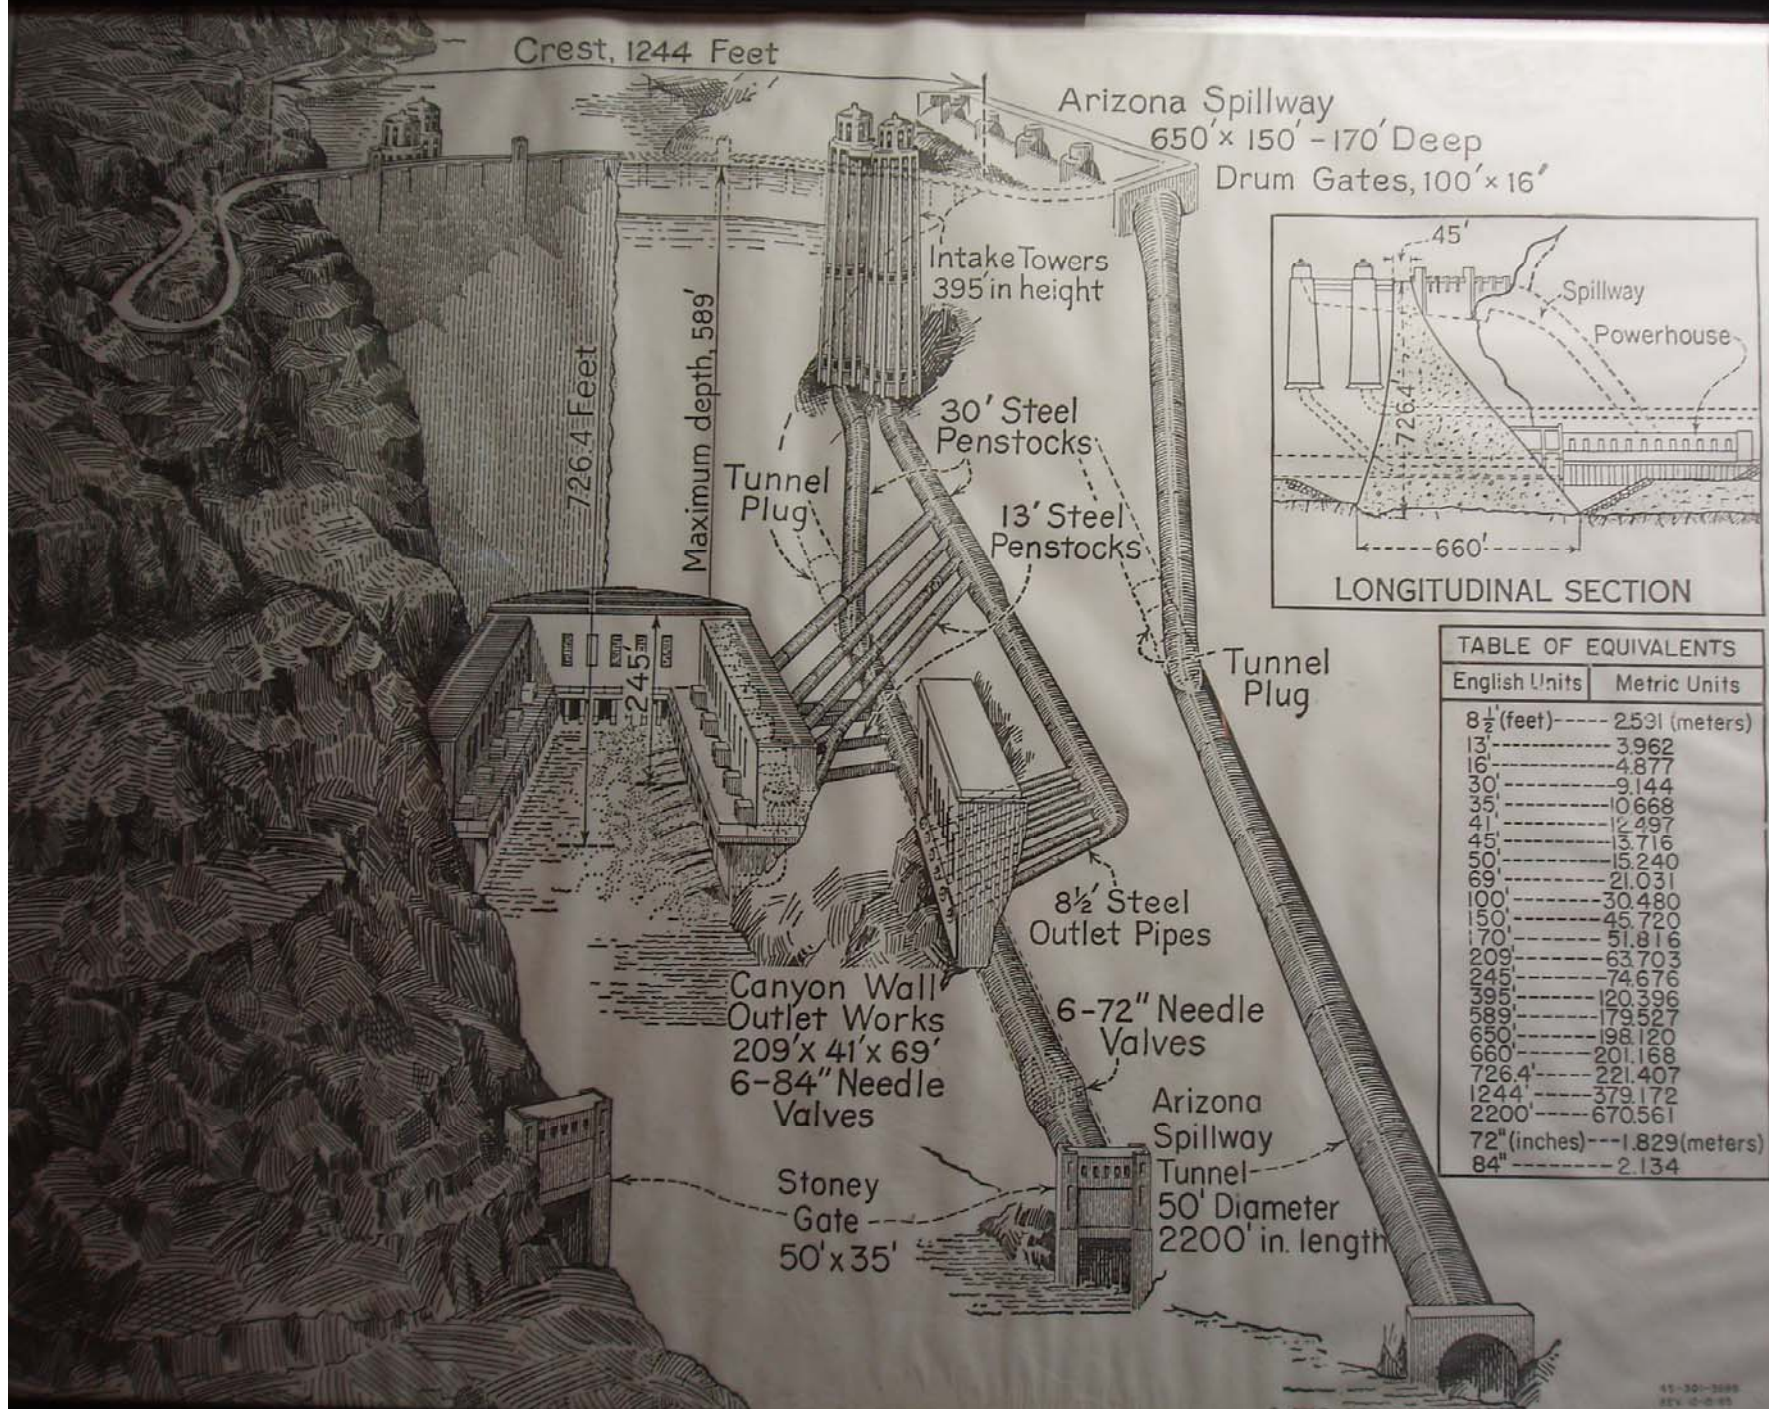 Crest, 1244 Feet
Arizona Spillway
650'x 150' - 170' Deep
Drum Gates, 100'x 16"
Intake Towers
395' in height
726.4 Feet
Maximum depth, 589'
30' Steel
Penstocks
Tunnel
Plug
13' Steel
Penstocks
245'
Tunnel
Plug
8½' Steel
Outlet Pipes
Canyon Wall
Outlet Works
209'X 41'x 69'
6-84" Needle
Valves
6-72" Needle
Valves
Arizona
Spillway
Tunnel
50' Diameter
2200' in. length
Stoney
Gate
50'x 35'
45'
Spillway
Powerhouse
726.4'
660'
LONGITUDINAL SECTION
TABLE OF EQUIVALENTS
English Units Metric Units
8½' (feet)-----2.591 (meters)
13'------------3.962
16'------------4.877
30'------------9.144
35'-----------10.668
41'-----------12.497
45'-----------13.716
50'-----------15.240
69'-----------21.031
100'----------30.480
150'----------45.720
170'----------51.816
209'----------63.703
245'----------74.676
395'---------120.396
589'---------179.527
650'---------198.120
660'---------201.168
726.4'-------221.407
1244'--------379.172
2200'--------670.561
72" (inches)---1.829 (meters)
84"------------2.134